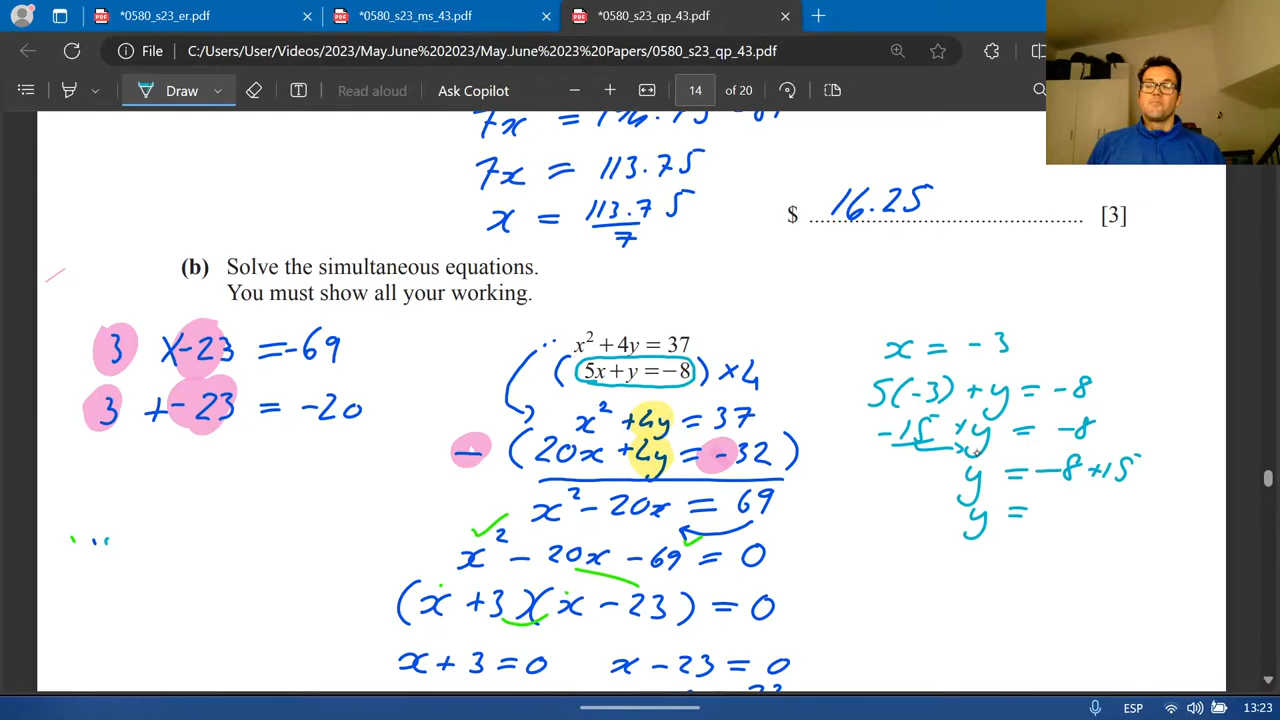 *0580_s23_er.pdf
*0580_s23_ms_43.pdf
*0580_s23_qp_43.pdf
File
C:/Users/User/Videos/2023/May.June%202023/May.June%2023%20Papers/0580_s23_qp_43.pdf
Draw
Read aloud
Ask Copilot
14
of 20
7x =
7x = 113.75
x = 113.75/7
$ 16.25 [3]
(b) Solve the simultaneous equations.
You must show all your working.
3 x-23 =-69
3 +-23 = -20
x² + 4y = 37
(5x + y = −8) ×4
x² +4y = 37
- (20x +4y = -32)
x² - 20x = 69
x² - 20x - 69 = 0
(x + 3)(x - 23) = 0
x + 3 = 0 x - 23 = 0
x = -3
5(-3) + y = -8
-15 + y = -8
y = -8 +15
y =
ESP
13:23